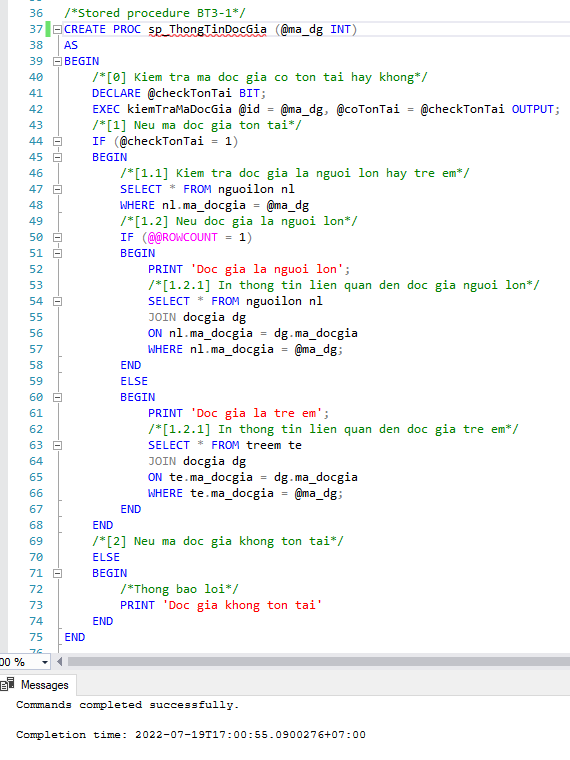 36 /*Stored procedure BT3-1*/
37 CREATE PROC sp_ThongTinDocGia (@ma_dg INT)
38 AS
39 BEGIN
40 /*[0] Kiem tra ma doc gia co ton tai hay khong*/
41 DECLARE @checkTonTai BIT;
42 EXEC kiemTraMaDocGia @id = @ma_dg, @coTonTai = @checkTonTai OUTPUT;
43 /*[1] Neu ma doc gia ton tai*/
44 IF (@checkTonTai = 1)
45 BEGIN
46 /*[1.1] Kiem tra doc gia la nguoi lon hay tre em*/
47 SELECT * FROM nguoilon nl
48 WHERE nl.ma_docgia = @ma_dg
49 /*[1.2] Neu doc gia la nguoi lon*/
50 IF (@@ROWCOUNT = 1)
51 BEGIN
52 PRINT 'Doc gia la nguoi lon';
53 /*[1.2.1] In thong tin lien quan den doc gia nguoi lon*/
54 SELECT * FROM nguoilon nl
55 JOIN docgia dg
56 ON nl.ma_docgia = dg.ma_docgia
57 WHERE nl.ma_docgia = @ma_dg;
58 END
59 ELSE
60 BEGIN
61 PRINT 'Doc gia la tre em';
62 /*[1.2.1] In thong tin lien quan den doc gia tre em*/
63 SELECT * FROM treem te
64 JOIN docgia dg
65 ON te.ma_docgia = dg.ma_docgia
66 WHERE te.ma_docgia = @ma_dg;
67 END
68 END
69 /*[2] Neu ma doc gia khong ton tai*/
70 ELSE
71 BEGIN
72 /*Thong bao loi*/
73 PRINT 'Doc gia khong ton tai'
74 END
75 END
76
00 %
Messages
Commands completed successfully.
Completion time: 2022-07-19T17:00:55.0900276+07:00